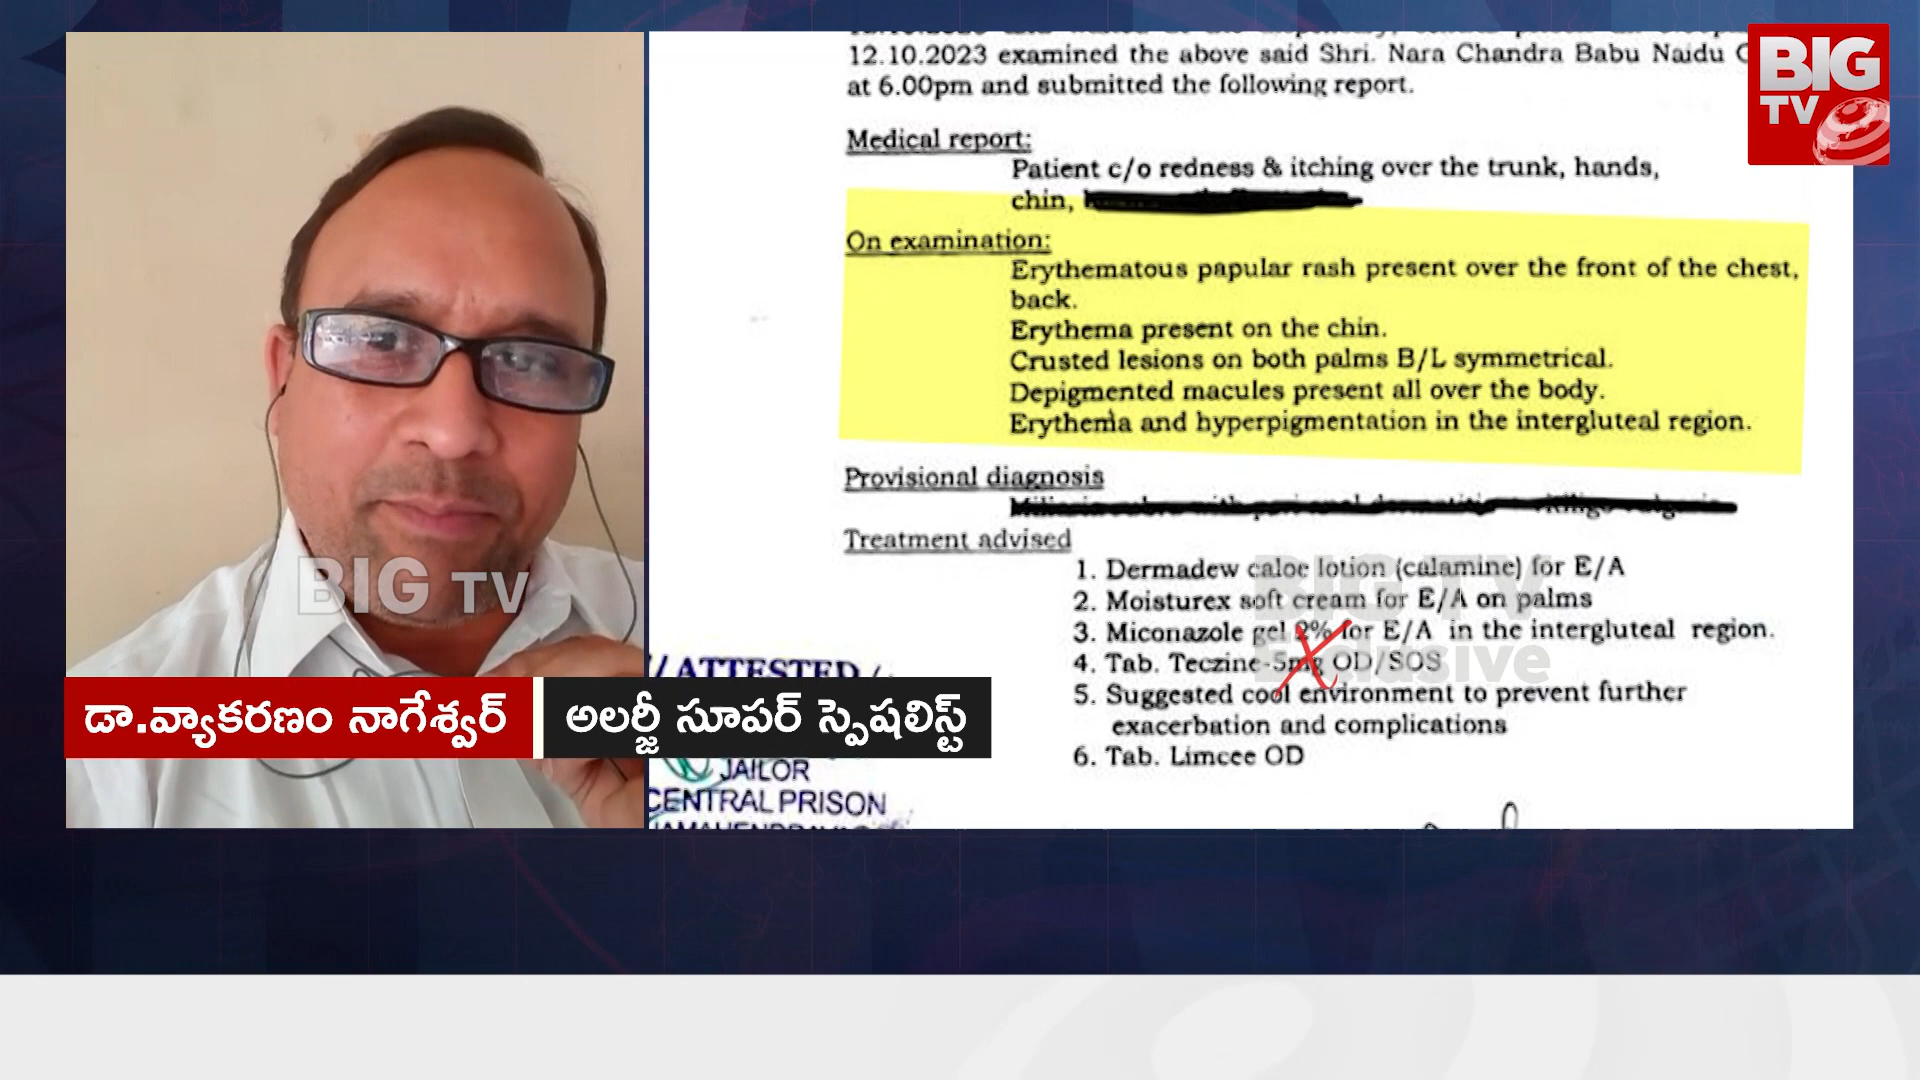 BIG
TV
12.10.2023 examined the above said Shri. Nara Chandra Babu Naidu
at 6.00pm and submitted the following report.
Medical report:
Patient c/o redness & itching over the trunk, hands,
chin,
On examination:
Erythematous papular rash present over the front of the chest,
back.
Erythema present on the chin.
Crusted lesions on both palms B/L symmetrical.
Depigmented macules present all over the body.
Erythema and hyperpigmentation in the intergluteal region.
Provisional diagnosis
Treatment advised
1. Dermadew caloe lotion (calamine) for E/A
2. Moisturex soft cream for E/A on palms
3. Miconazole gel 2% for E/A in the intergluteal region.
4. Tab. Teczine-5mg OD/SOS
5. Suggested cool environment to prevent further
exacerbation and complications
6. Tab. Limcee OD
BIG TV
BIG TV
Exclusive
// ATTESTED /
డా.వ్యాకరణం నాగేశ్వర్
అలర్జీ సూపర్ స్పెషలిస్ట్
JAILOR
CENTRAL PRISON